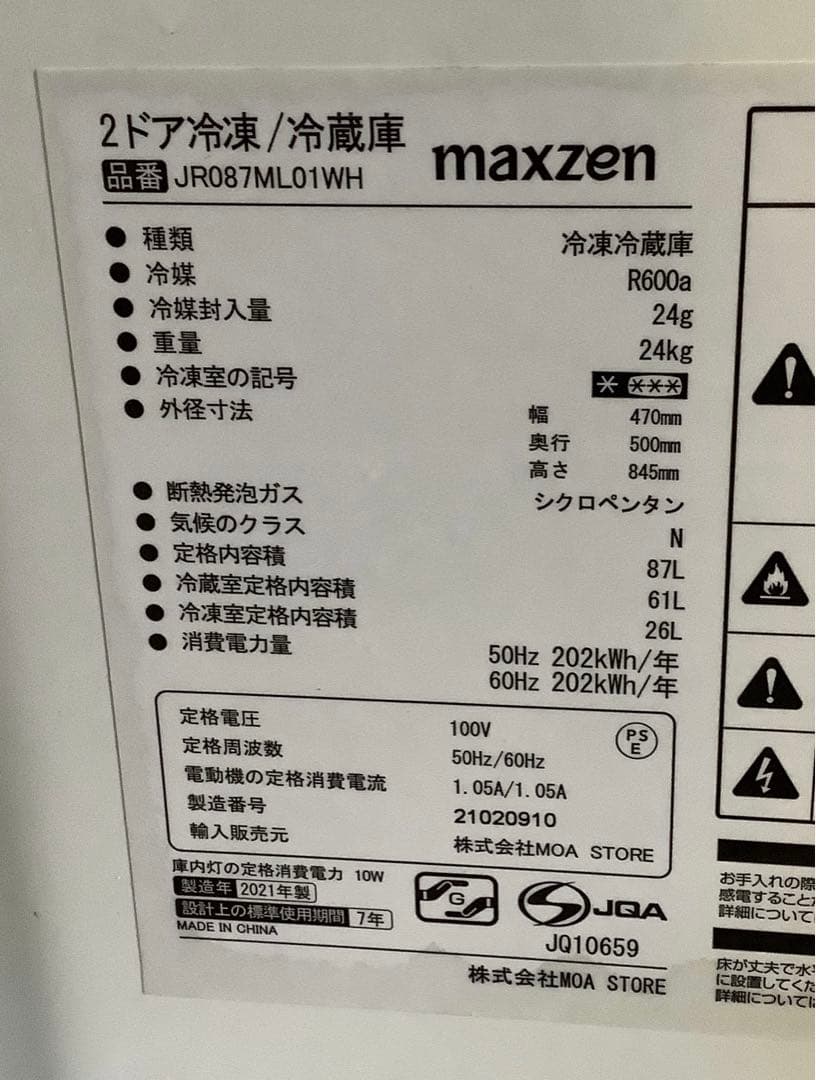 2ドア冷凍/冷蔵庫 maxzen
品番 JR087ML01WH
● 種類 冷凍冷蔵庫
● 冷媒 R600a
● 冷媒封入量 24g
● 重量 24kg
● 冷凍室の記号 * ***
● 外径寸法 幅 470mm
奥行 500mm
高さ 845mm
● 断熱発泡ガス シクロペンタン
● 気候のクラス N
● 定格内容積 87L
● 冷蔵室定格内容積 61L
● 冷凍室定格内容積 26L
● 消費電力量 50Hz 202kWh/年
60Hz 202kWh/年
定格電圧 100V
PS
E
定格周波数 50Hz/60Hz
電動機の定格消費電流 1.05A/1.05A
製造番号 21020910
輸入販売元 株式会社MOA STORE
庫内灯の定格消費電力 10W
製造年 2021年製
設計上の標準使用期間 7年
MADE IN CHINA
G
JQA
JQ10659
株式会社MOA STORE
お手入れの際
感電すること
詳細について
床が丈夫で水平
に設置してくだ
詳細については